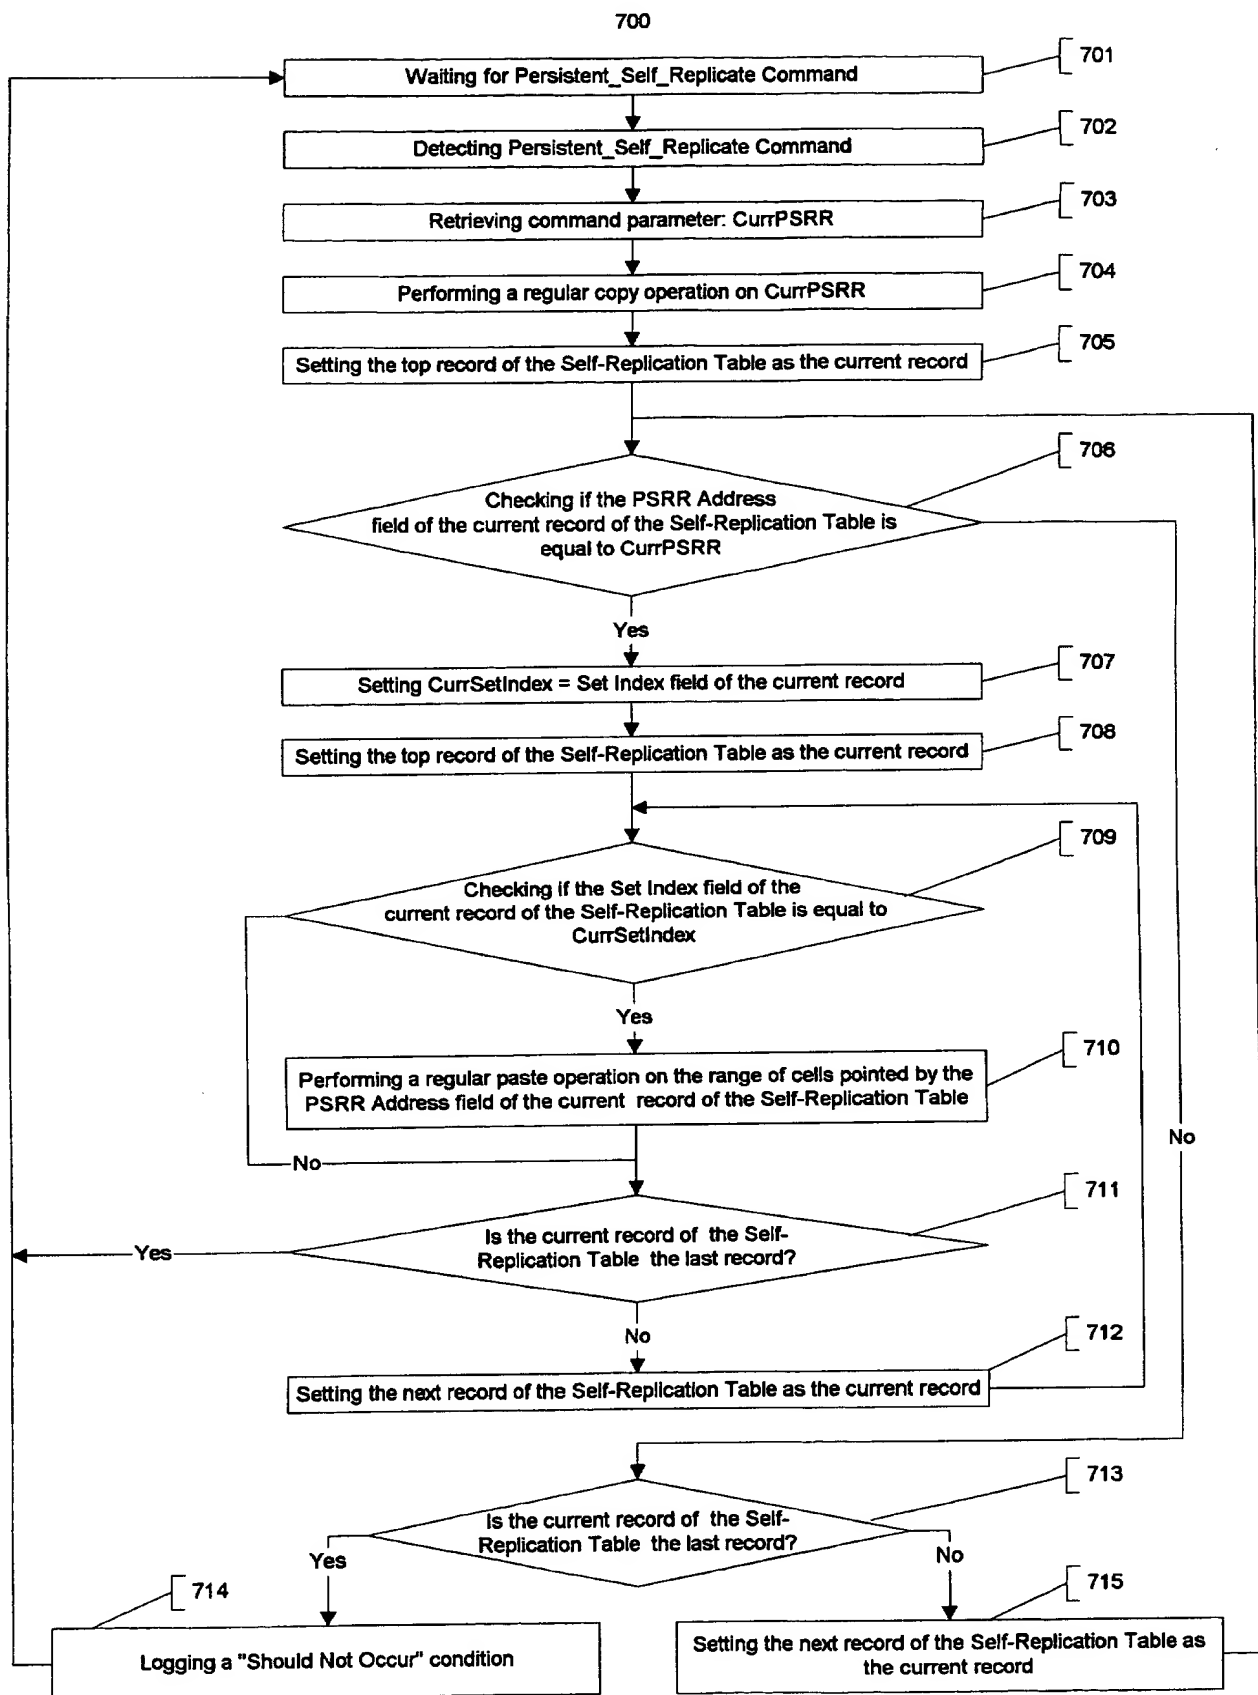 700
Waiting for Persistent_Self_Replicate Command
701
Detecting Persistent_Self_Replicate Command
702
Retrieving command parameter: CurrPSRR
703
Performing a regular copy operation on CurrPSRR
704
Setting the top record of the Self-Replication Table as the current record
705
706
Checking if the PSRR Address
field of the current record of the Self-Replication Table is
equal to CurrPSRR
Yes
Setting CurrSetIndex = Set Index field of the current record
707
Setting the top record of the Self-Replication Table as the current record
708
709
Checking if the Set Index field of the
current record of the Self-Replication Table is equal to
CurrSetIndex
Yes
710
Performing a regular paste operation on the range of cells pointed by the
PSRR Address field of the current record of the Self-Replication Table
No
No
711
Is the current record of the Self-
Replication Table the last record?
Yes
No
712
Setting the next record of the Self-Replication Table as the current record
713
Is the current record of the Self-
Replication Table the last record?
Yes
No
714
715
Logging a "Should Not Occur" condition
Setting the next record of the Self-Replication Table as
the current record